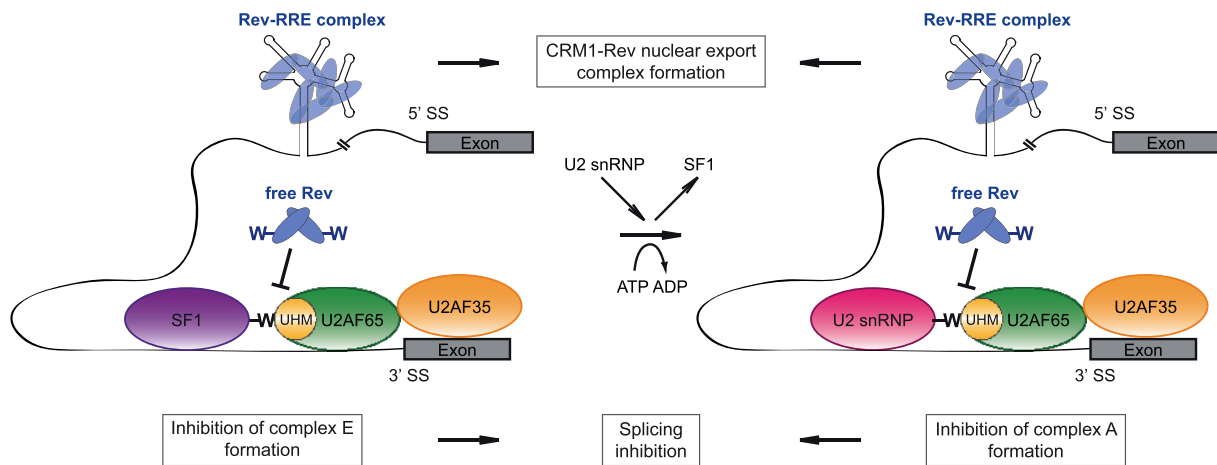 Rev-RRE complex
CRM1-Rev nuclear export
complex formation
Rev-RRE complex
5’ SS
Exon
5’ SS
Exon
U2 snRNP
SF1
free Rev
W
W
free Rev
W
W
ATP ADP
SF1
W
UHM
U2AF65
U2AF35
Exon
3’ SS
U2 snRNP
W
UHM
U2AF65
U2AF35
Exon
3’ SS
Inhibition of complex E
formation
Splicing
inhibition
Inhibition of complex A
formation